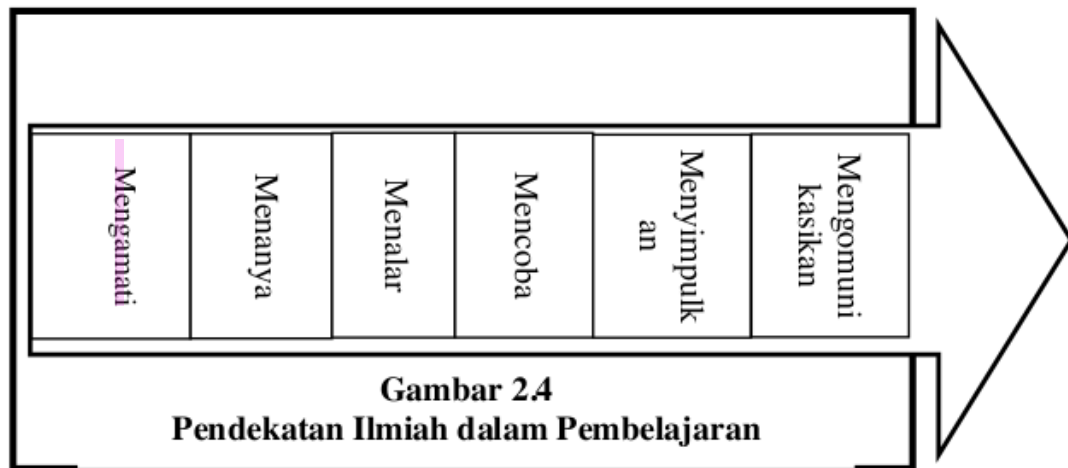 Mengamati
Menanya
Menalar
Mencoba
Menyimpulk
an
Mengomuni
kasikan
Gambar 2.4
Pendekatan Ilmiah dalam Pembelajaran